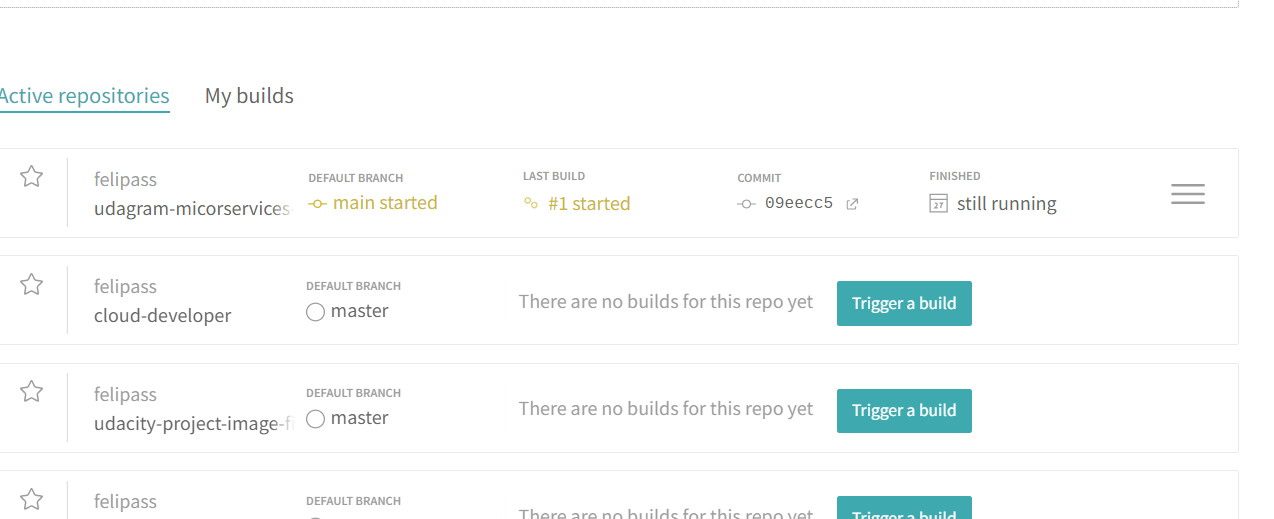 Active repositories My builds
felipass
udagram-micorservices-
DEFAULT BRANCH
main started
LAST BUILD
#1 started
COMMIT
09eecc5
FINISHED
27 still running
felipass
cloud-developer
DEFAULT BRANCH
master
There are no builds for this repo yet
Trigger a build
felipass
udacity-project-image-fi
DEFAULT BRANCH
master
There are no builds for this repo yet
Trigger a build
felipass
DEFAULT BRANCH
There are no builds for this repo yet
Trigger a build